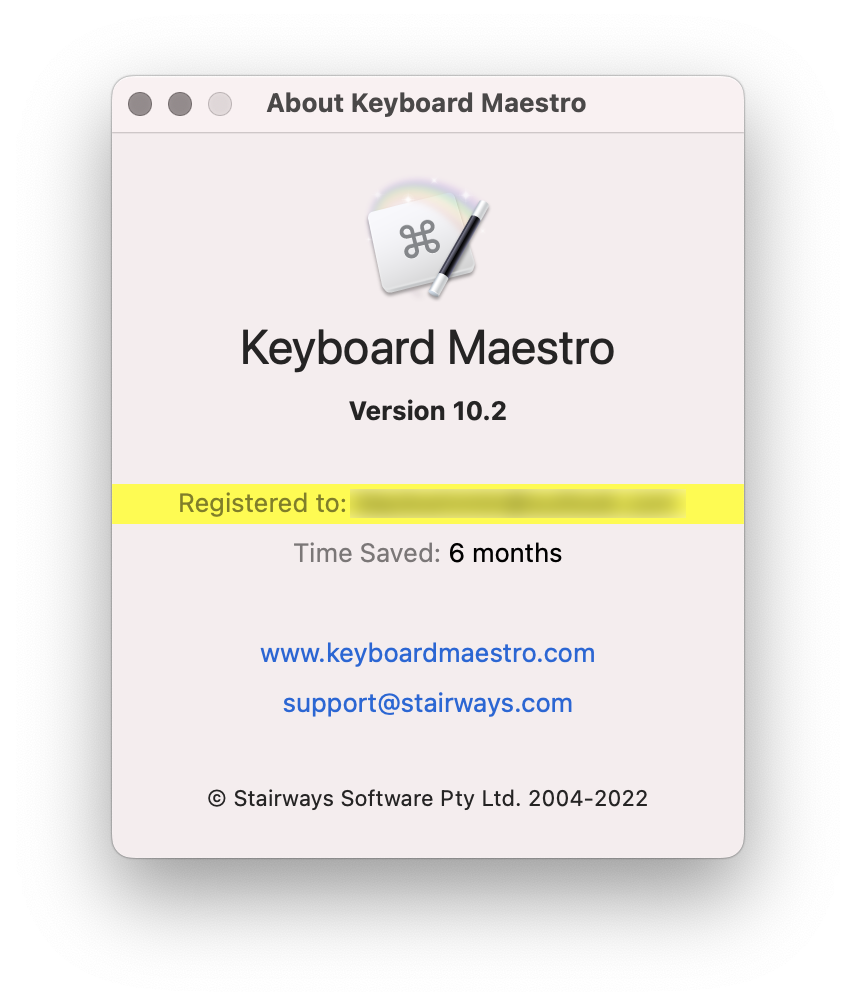 About Keyboard Maestro
Keyboard Maestro
Version 10.2
Registered to:
Time Saved: 6 months
www.keyboardmaestro.com
support@stairways.com
© Stairways Software Pty Ltd. 2004-2022